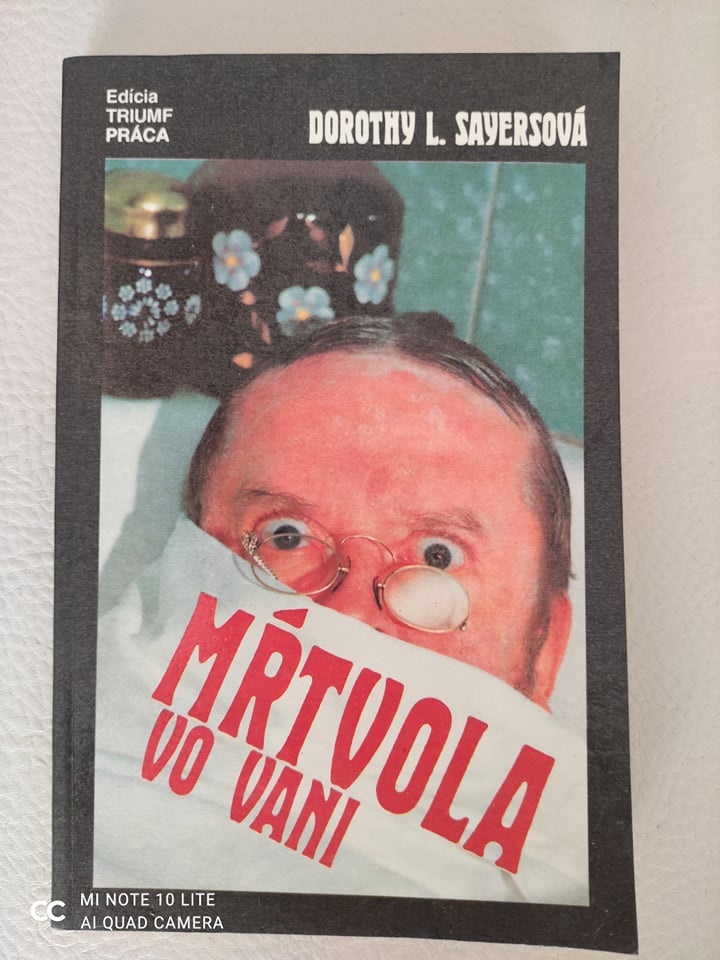 Edícia
TRIUMF
PRÁCA
DOROTHY L. SAYERSOVÁ
MŔTVOLA
VO VANI
MI NOTE 10 LITE
AI QUAD CAMERA